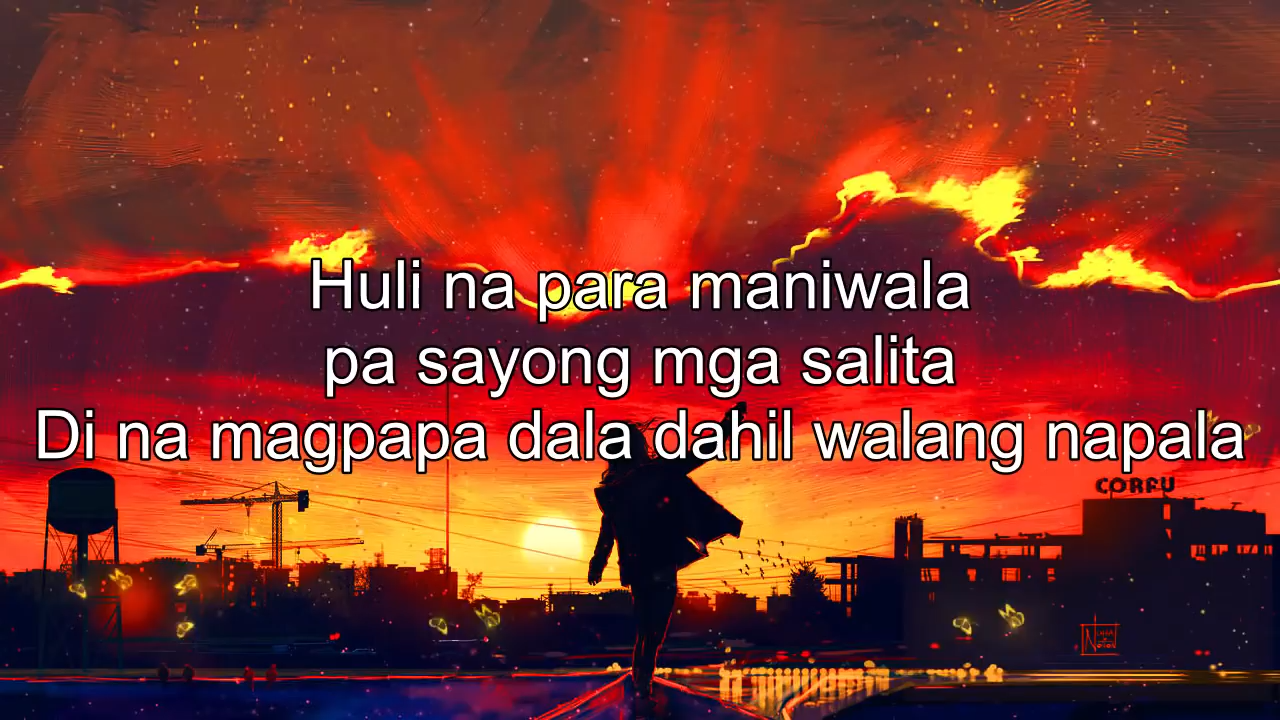 Huli na para maniwala
pa sayong mga salita
Di na magpapa dala dahil walang napala
CORFU